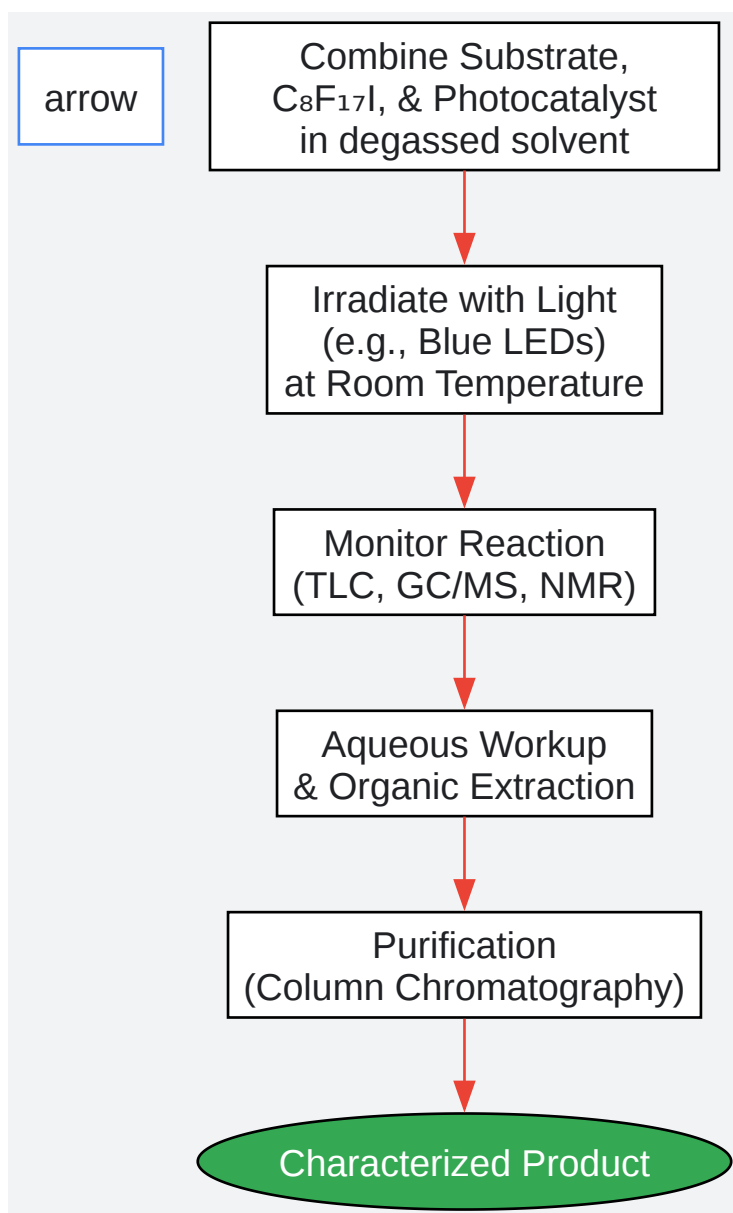 arrow
Combine Substrate,
C₈F₁₇I, & Photocatalyst
in degassed solvent
Irradiate with Light
(e.g., Blue LEDs)
at Room Temperature
Monitor Reaction
(TLC, GC/MS, NMR)
Aqueous Workup
& Organic Extraction
Purification
(Column Chromatography)
Characterized Product